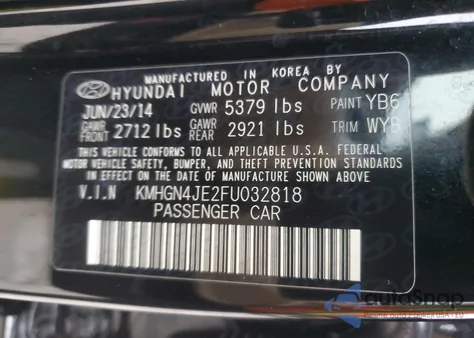 MANUFACTURED IN KOREA BY
HYUNDAI MOTOR COMPANY
JUN/23/14 GVWR 5379 lbs PAINT YB6
GAWR FRONT 2712 lbs GAWR REAR 2921 lbs TRIM WYB
THIS VEHICLE CONFORMS TO ALL APPLICABLE U.S.A. FEDERAL
MOTOR VEHICLE SAFETY, BUMPER, AND THEFT PREVENTION STANDARDS
IN EFFECT ON THE DATE OF MANUFACTURE SHOWN ABOVE.
V.I.N KMHGN4JE2FU032818
PASSENGER CAR
autoSnap